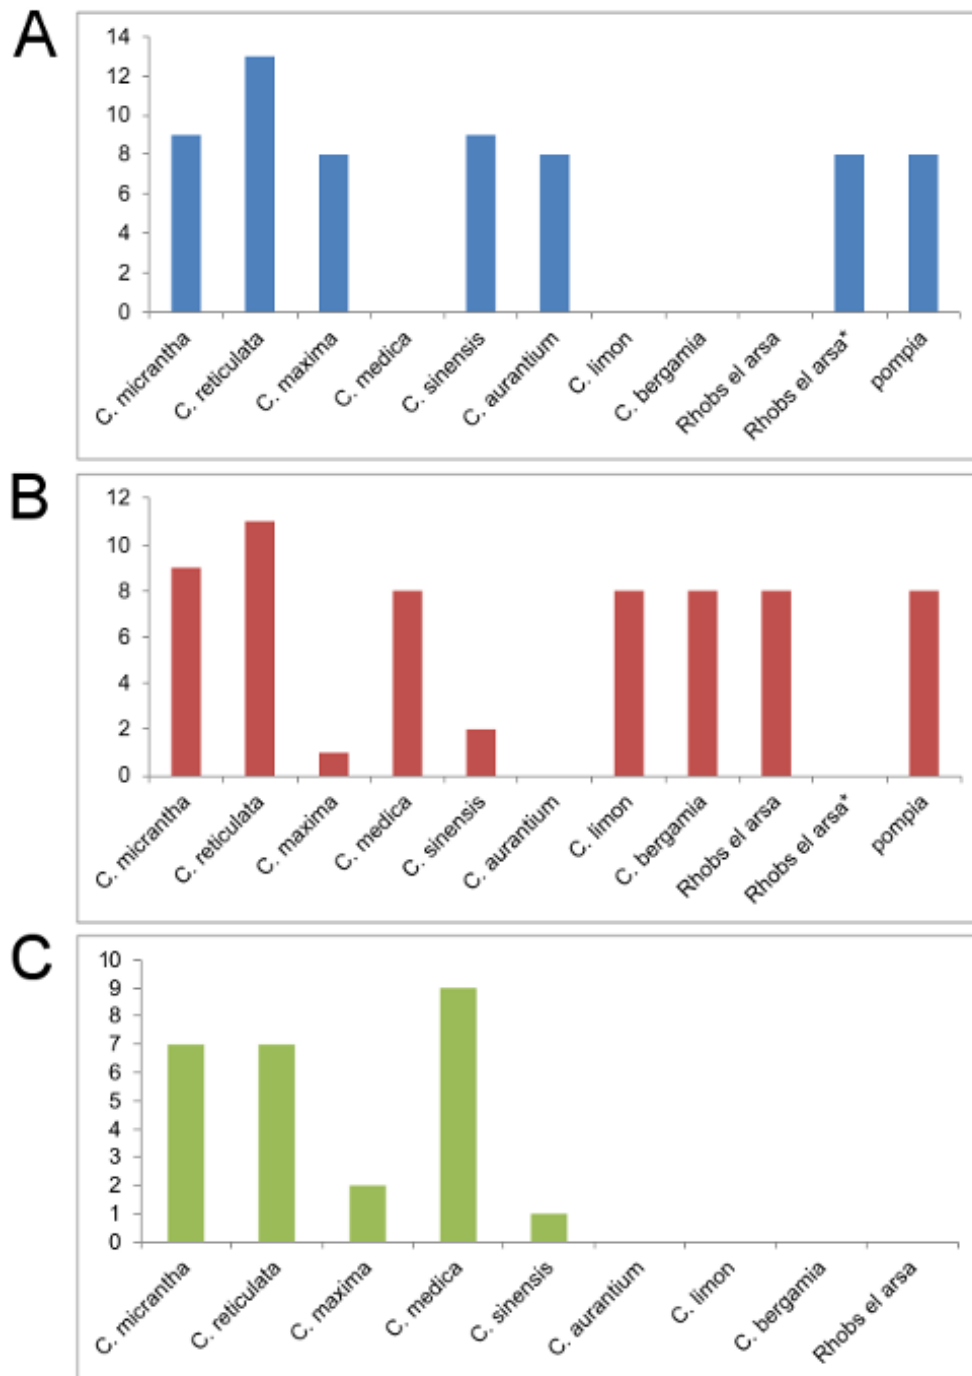 A
14
12
10
8
6
4
2
0
C. micrantha
C. reticulata
C. maxima
C. medica
C. sinensis
C. aurantium
C. limon
C. bergamia
Rhobs el arsa
Rhobs el arsa*
pompia
B
12
10
8
6
4
2
0
C. micrantha
C. reticulata
C. maxima
C. medica
C. sinensis
C. aurantium
C. limon
C. bergamia
Rhobs el arsa
Rhobs el arsa*
pompia
C
10
9
8
7
6
5
4
3
2
1
0
C. micrantha
C. reticulata
C. maxima
C. medica
C. sinensis
C. aurantium
C. limon
C. bergamia
Rhobs el arsa